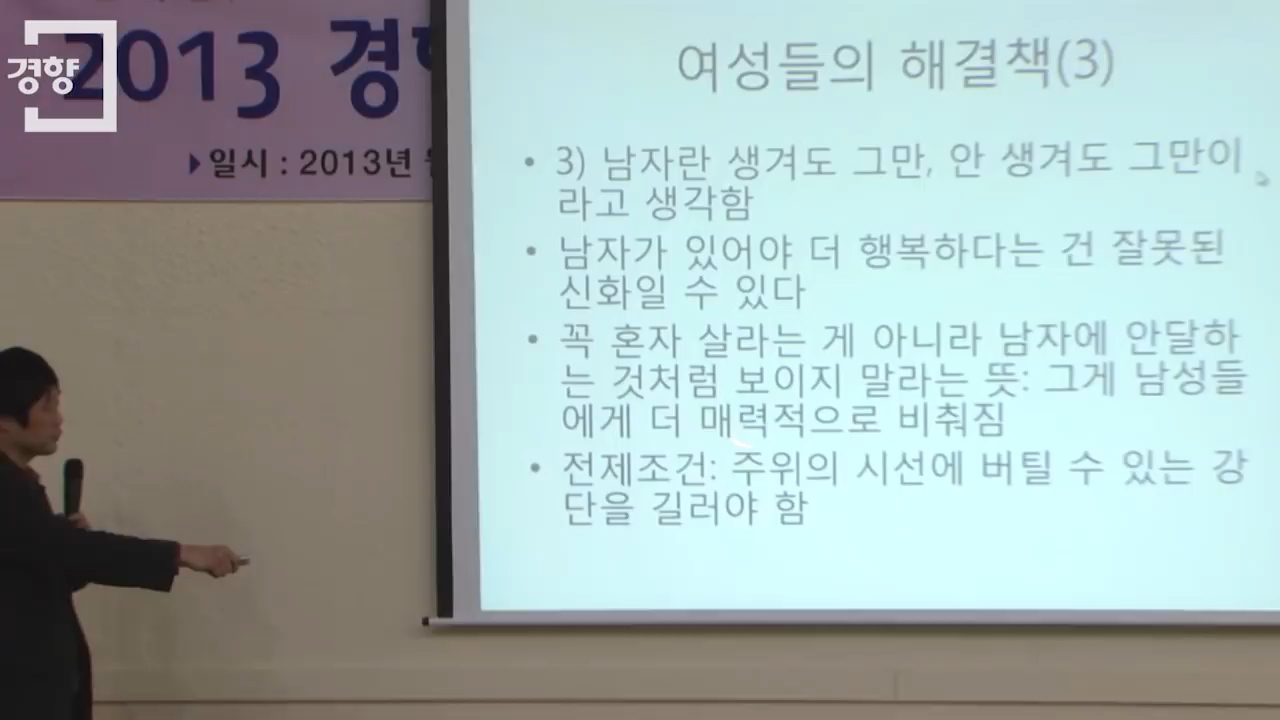 경향
2013 경향
일시 : 2013년
여성들의 해결책(3)
• 3) 남자란 생겨도 그만, 안 생겨도 그만이
라고 생각함
• 남자가 있어야 더 행복하다는 건 잘못된
신화일 수 있다
• 꼭 혼자 살라는 게 아니라 남자에 안달하
는 것처럼 보이지 말라는 뜻: 그게 남성들
에게 더 매력적으로 비춰짐
• 전제조건: 주위의 시선에 버틸 수 있는 강
단을 길러야 함